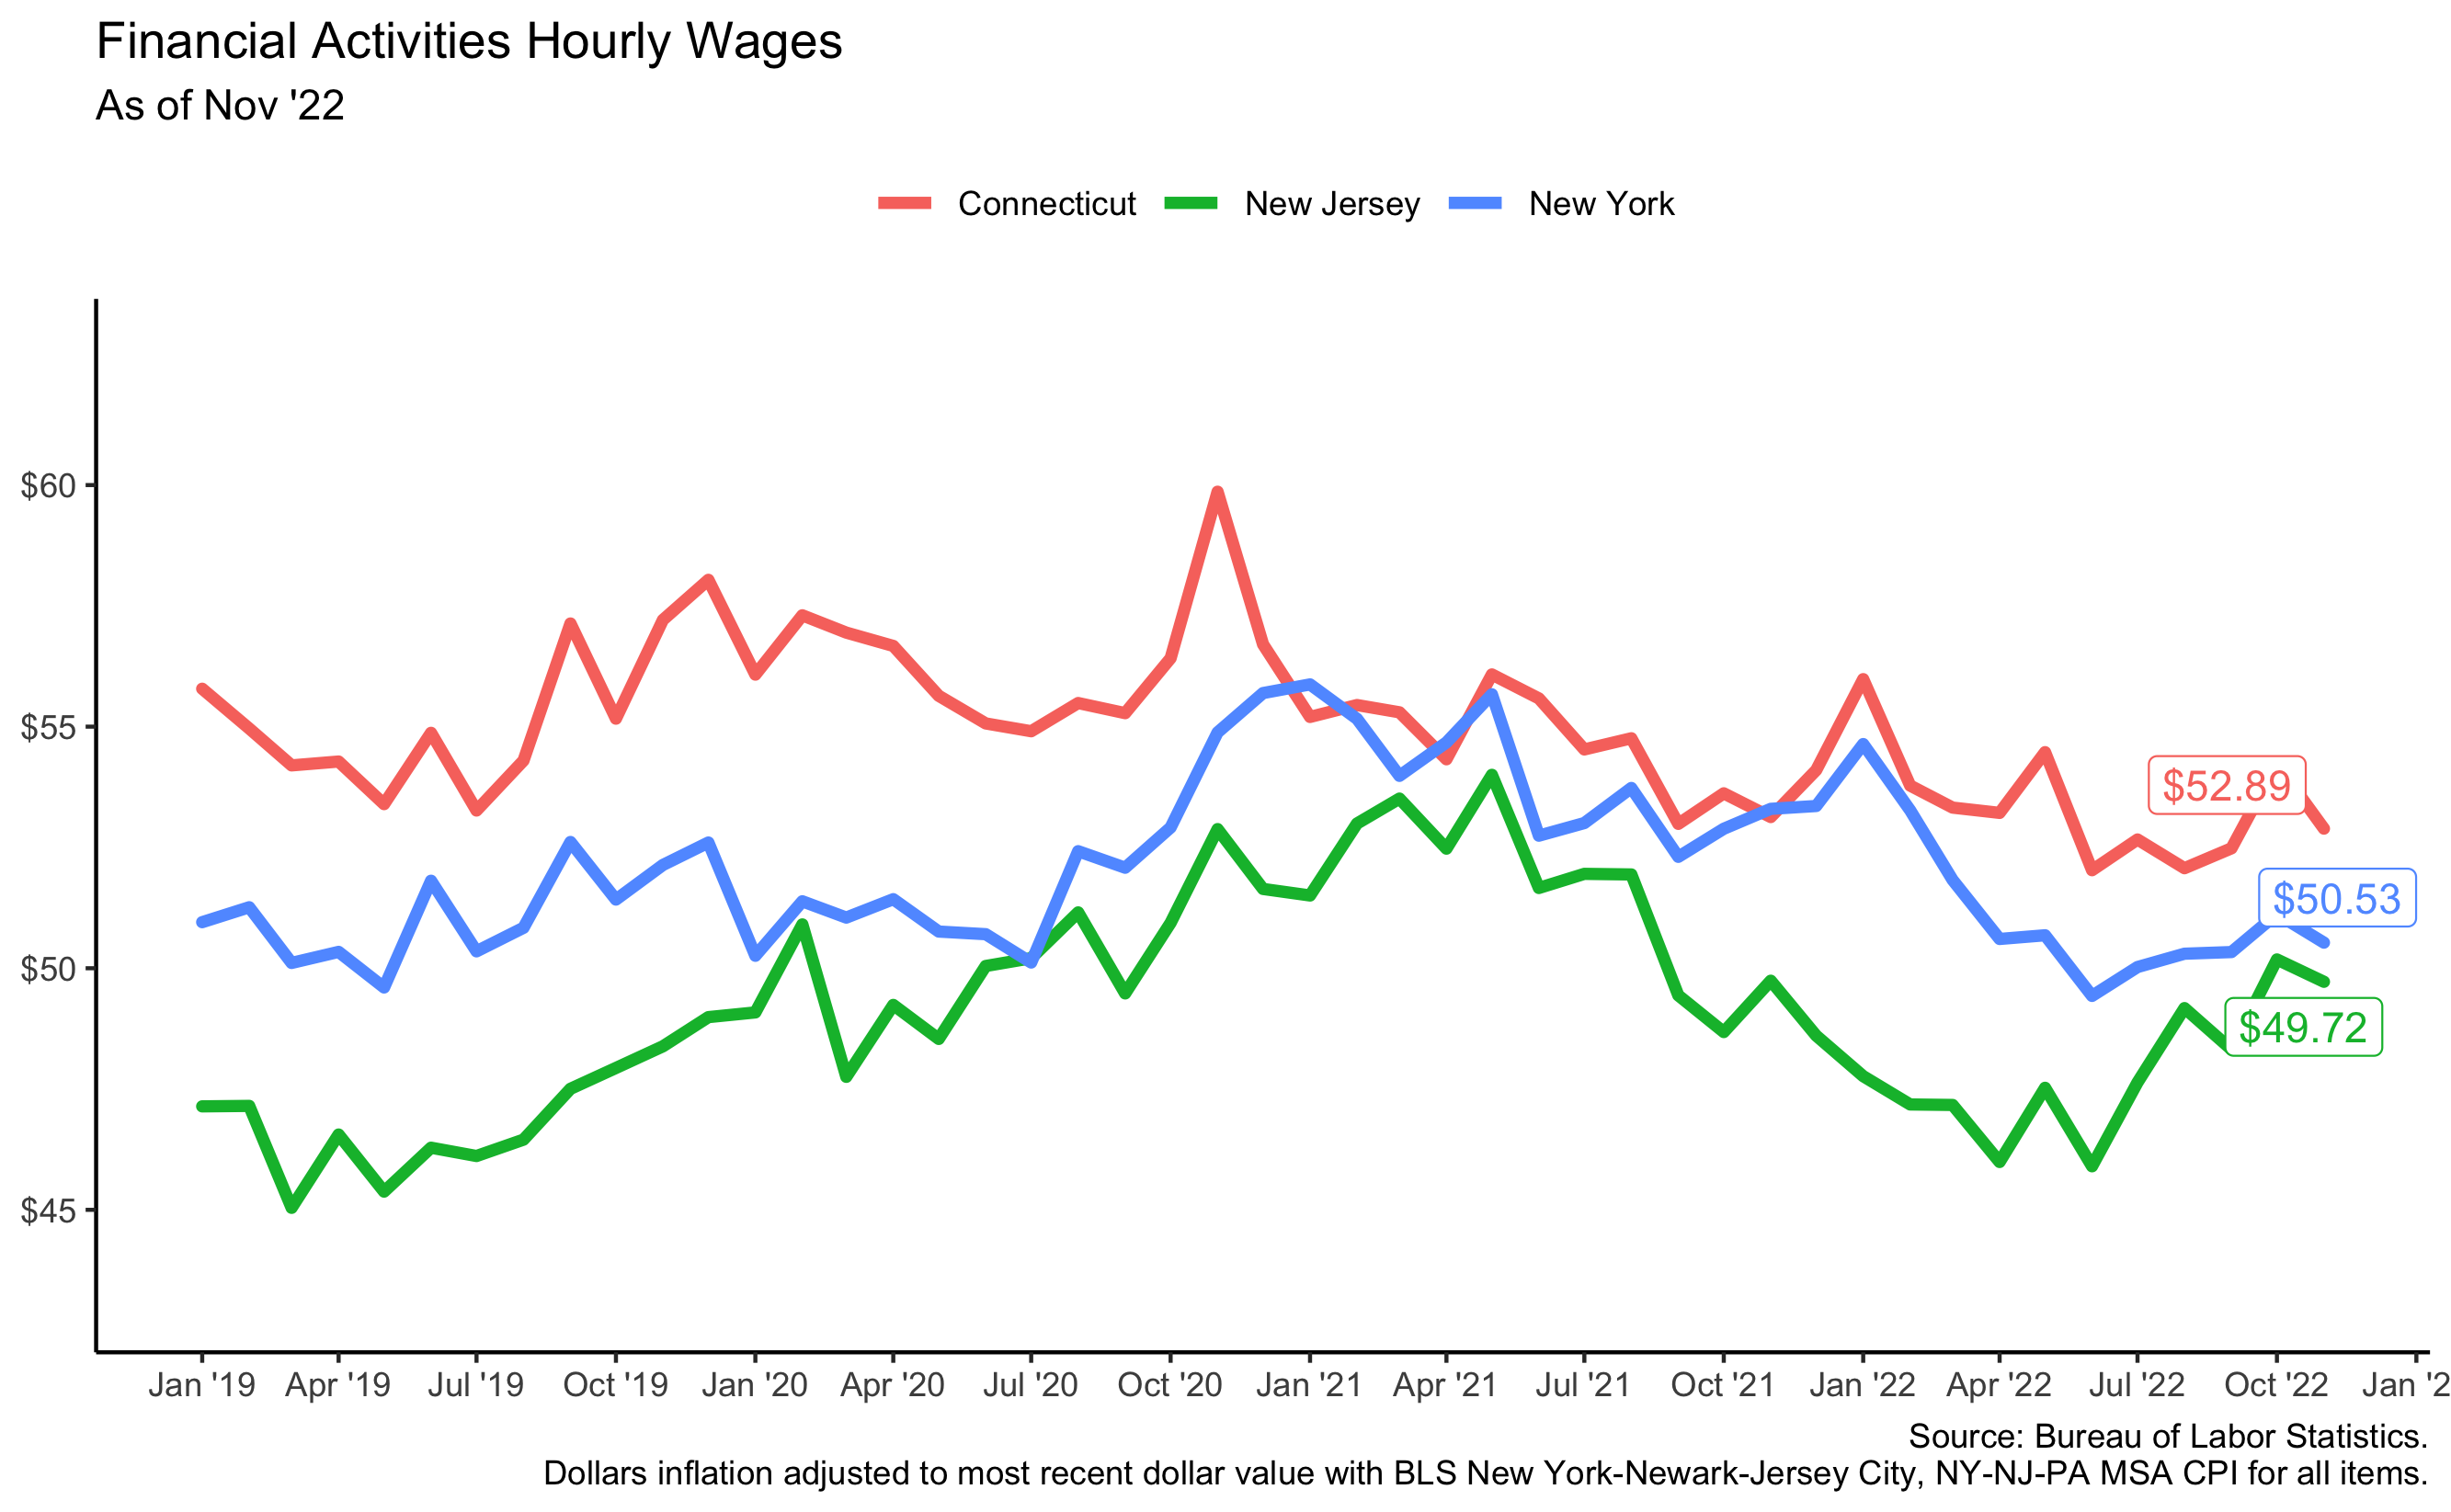 Financial Activities Hourly Wages
As of Nov '22
Connecticut New Jersey New York
$60
$55
$50
$45
$52.89
$50.53
$49.72
Jan '19 Apr '19 Jul '19 Oct '19 Jan '20 Apr '20 Jul '20 Oct '20 Jan '21 Apr '21 Jul '21 Oct '21 Jan '22 Apr '22 Jul '22 Oct '22 Jan '2
Source: Bureau of Labor Statistics.
Dollars inflation adjusted to most recent dollar value with BLS New York-Newark-Jersey City, NY-NJ-PA MSA CPI for all items.